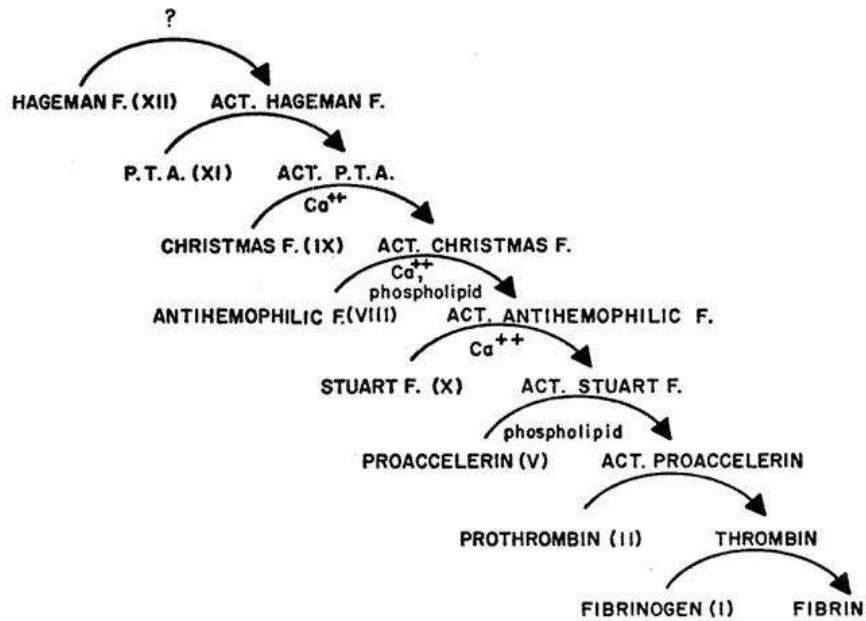 ?
HAGEMAN F. (XII) ACT. HAGEMAN F.
P.T.A. (XI) ACT. P.T.A.
Ca++
CHRISTMAS F. (IX) ACT. CHRISTMAS F.
Ca++,
phospholipid
ANTIHEMOPHILIC F.(VIII) ACT. ANTIHEMOPHILIC F.
Ca++
STUART F. (X) ACT. STUART F.
phospholipid
PROACCELERIN (V) ACT. PROACCELERIN
PROTHROMBIN (II) THROMBIN
FIBRINOGEN (I) FIBRIN